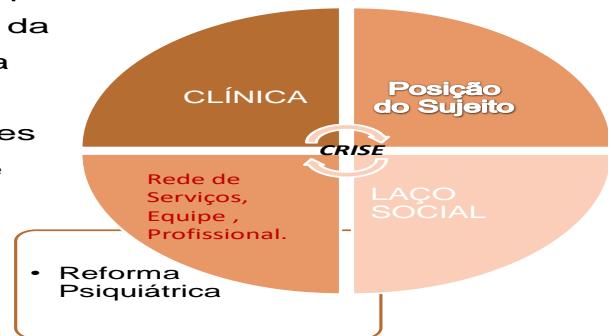 da
a
es
CLÍNICA
Posição
do Sujeito
CRISE
Rede de
Serviços,
Equipe ,
Profissional.
LAÇO
SOCIAL
• Reforma
Psiquiátrica